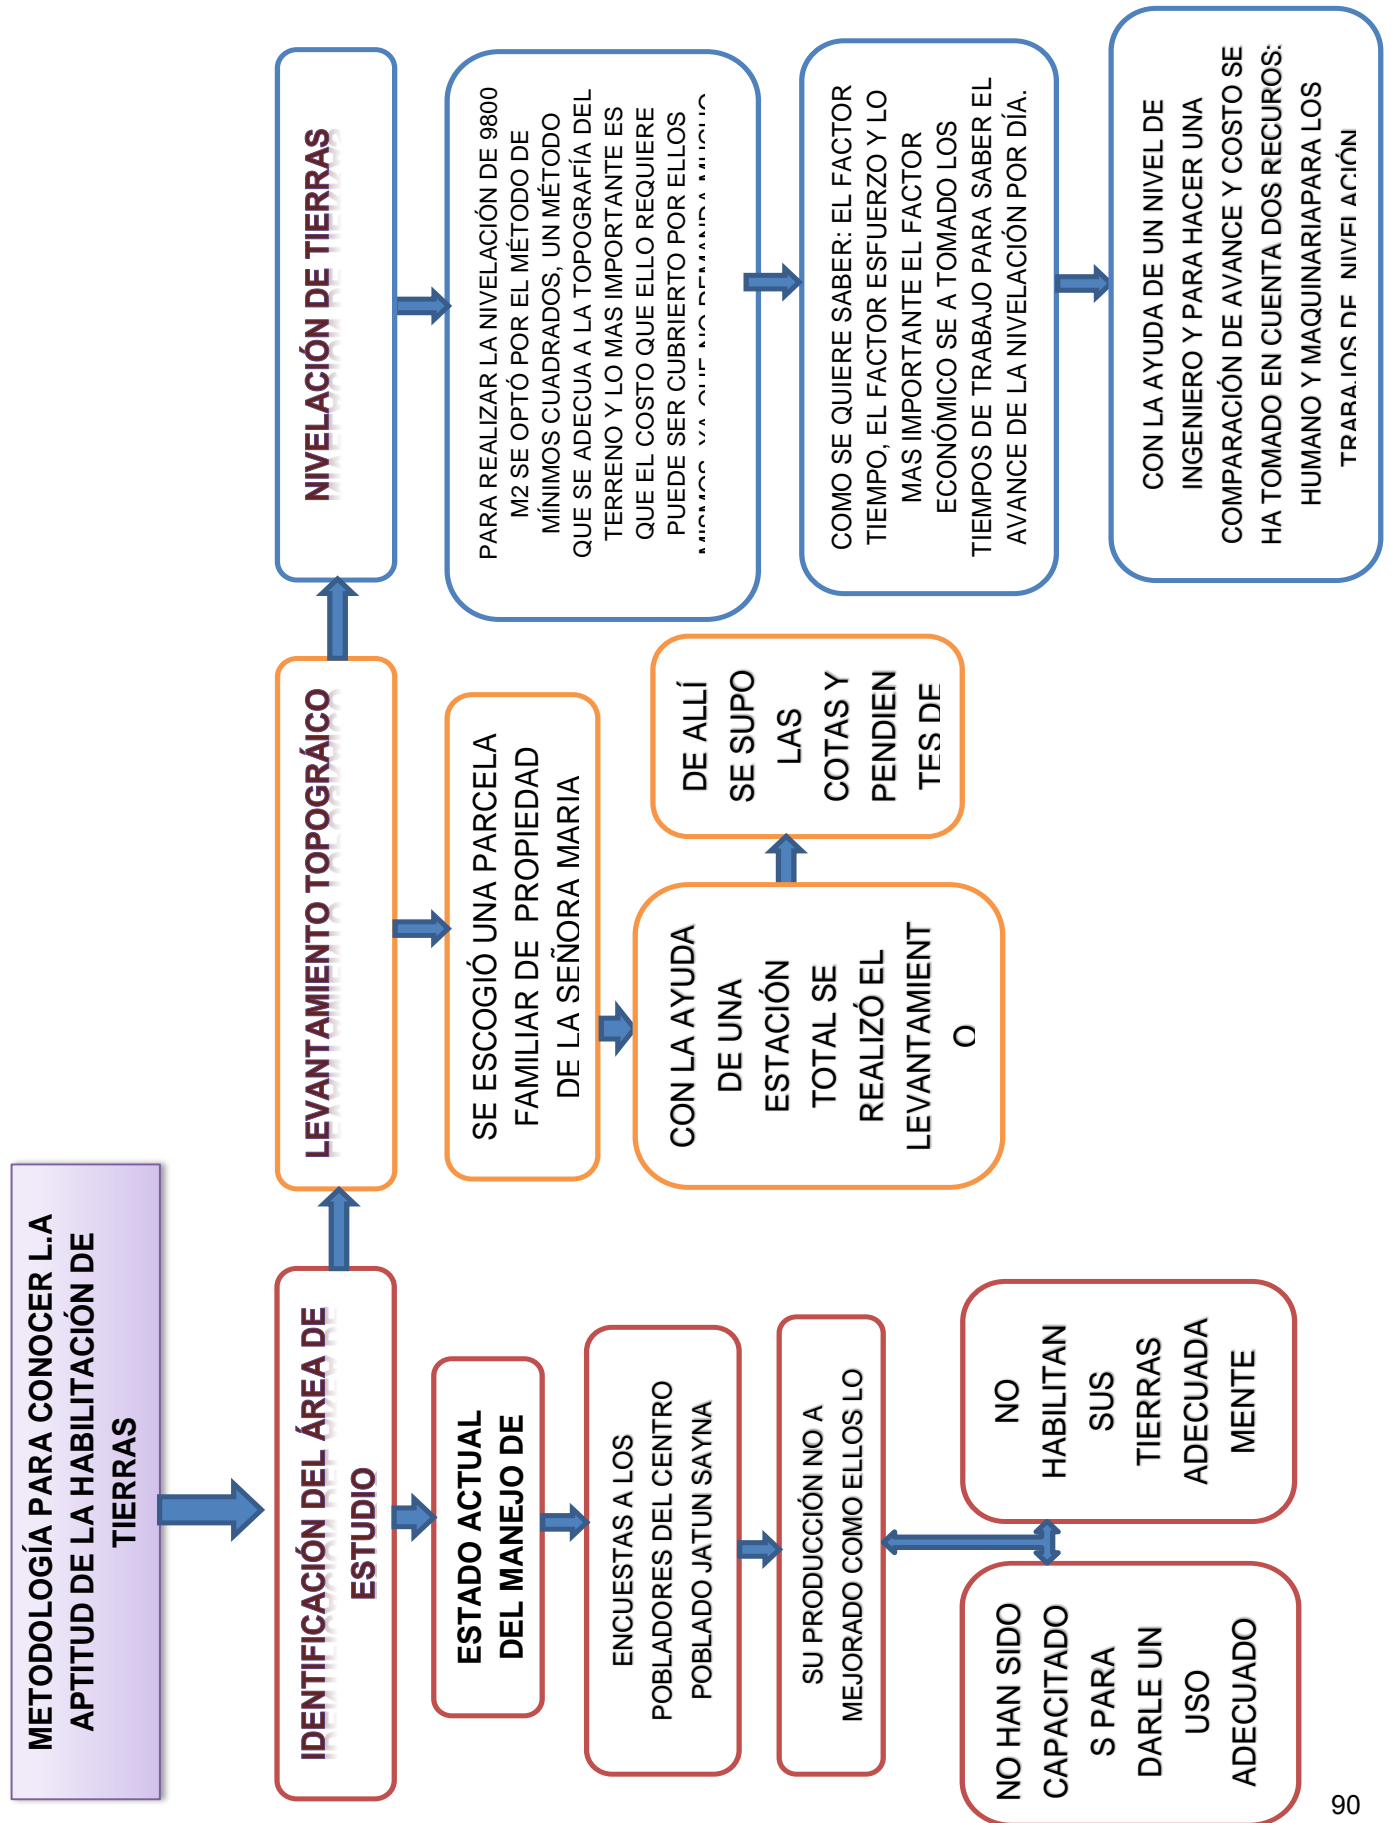 METODOLOGÍA PARA CONOCER L.A
APTITUD DE LA HABILITACIÓN DE
TIERRAS
IDENTIFICACIÓN DEL ÁREA DE
ESTUDIO
ESTADO ACTUAL
DEL MANEJO DE
ENCUESTAS A LOS
POBLADORES DEL CENTRO
POBLADO JATUN SAYNA
SU PRODUCCIÓN NO A
MEJORADO COMO ELLOS LO
NO HAN SIDO
CAPACITADO
S PARA
DARLE UN
USO
ADECUADO
NO
HABILITAN
SUS
TIERRAS
ADECUADA
MENTE
LEVANTAMIENTO TOPOGRÁICO
SE ESCOGIÓ UNA PARCELA
FAMILIAR DE PROPIEDAD
DE LA SEÑORA MARIA
CON LA AYUDA
DE UNA
ESTACIÓN
TOTAL SE
REALIZÓ EL
LEVANTAMIENT
O
DE ALLÍ
SE SUPO
LAS
COTAS Y
PENDIEN
TES DE
NIVELACIÓN DE TIERRAS
PARA REALIZAR LA NIVELACIÓN DE 9800
M2 SE OPTÓ POR EL MÉTODO DE
MÍNIMOS CUADRADOS, UN MÉTODO
QUE SE ADECUA A LA TOPOGRAFÍA DEL
TERRENO Y LO MAS IMPORTANTE ES
QUE EL COSTO QUE ELLO REQUIERE
PUEDE SER CUBRIERTO POR ELLOS
MISMOS, YA QUE NO DEMANDA MUCHO
COMO SE QUIERE SABER: EL FACTOR
TIEMPO, EL FACTOR ESFUERZO Y LO
MAS IMPORTANTE EL FACTOR
ECONÓMICO SE A TOMADO LOS
TIEMPOS DE TRABAJO PARA SABER EL
AVANCE DE LA NIVELACIÓN POR DÍA.
CON LA AYUDA DE UN NIVEL DE
INGENIERO Y PARA HACER UNA
COMPARACIÓN DE AVANCE Y COSTO SE
HA TOMADO EN CUENTA DOS RECUROS:
HUMANO Y MAQUINARIAPARA LOS
TRABAJOS DE NIVELACIÓN
90